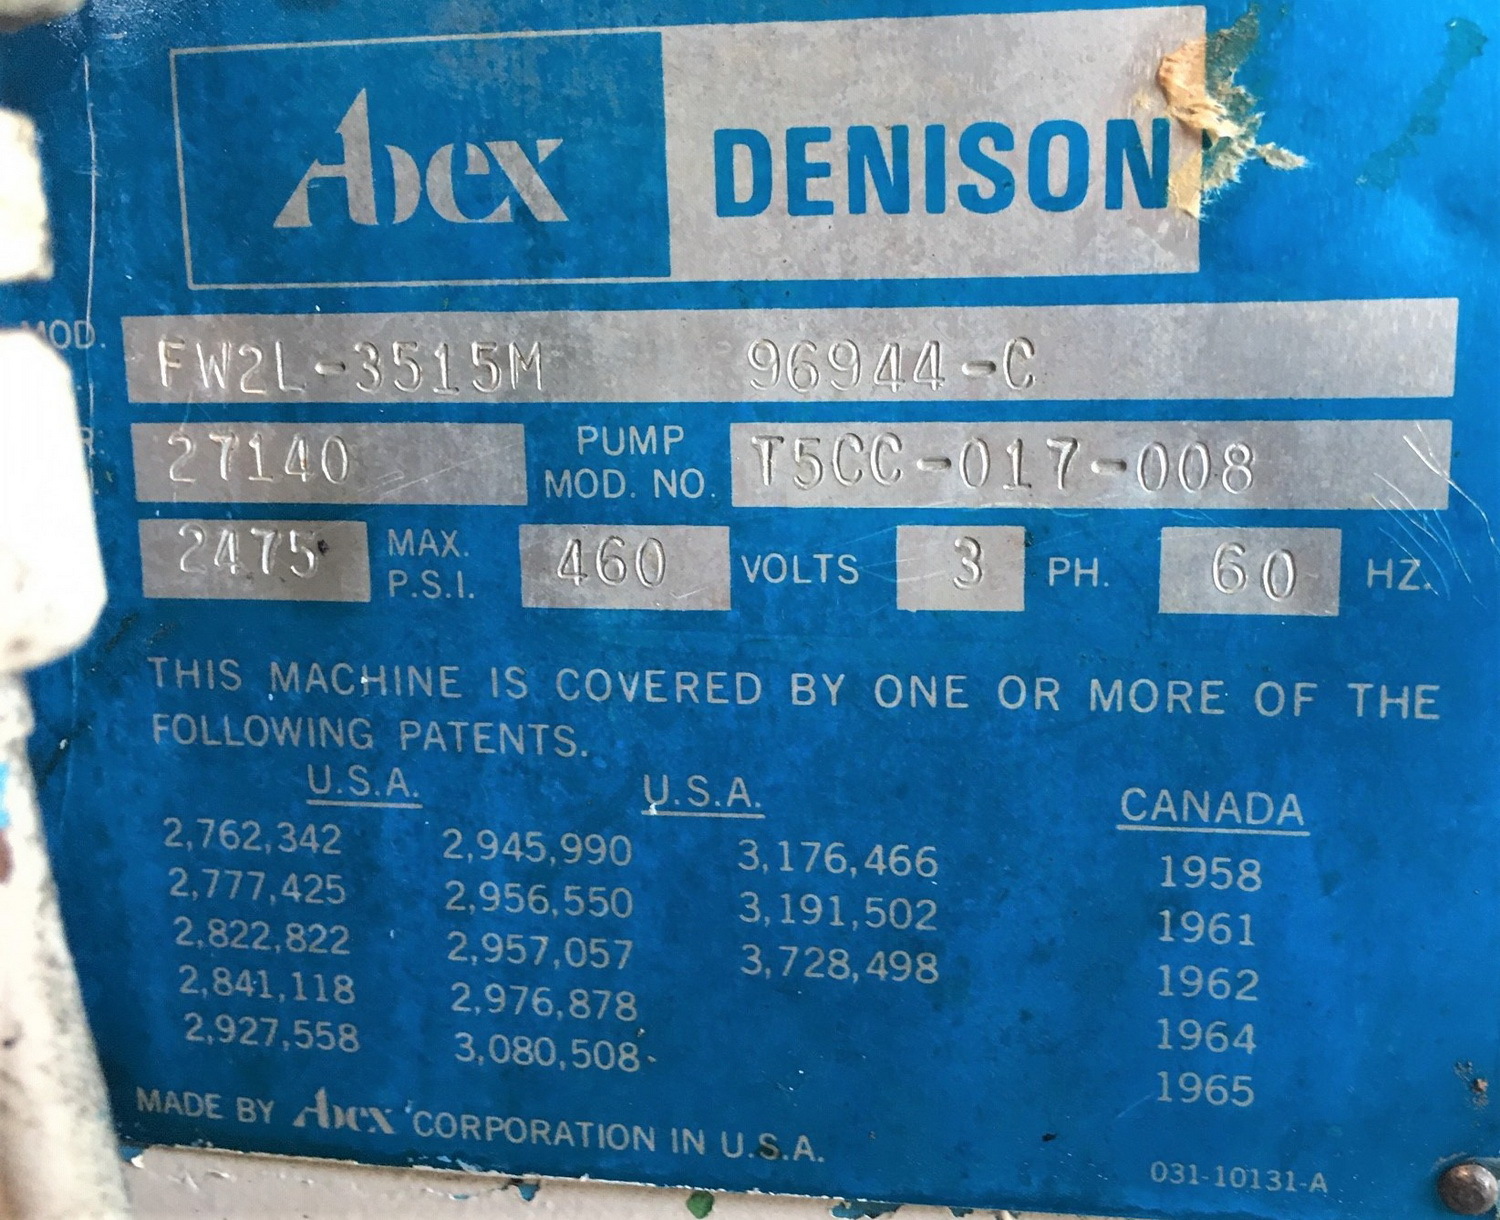 Abex DENISON
MOD. FW2L-3515M 96944-C
27140 PUMP MOD. NO. T5CC-017-008
2475 MAX. P.S.I. 460 VOLTS 3 PH. 60 HZ.
THIS MACHINE IS COVERED BY ONE OR MORE OF THE
FOLLOWING PATENTS.
U.S.A. U.S.A. CANADA
2,762,342 2,945,990 3,176,466 1958
2,777,425 2,956,550 3,191,502 1961
2,822,822 2,957,057 3,728,498 1962
2,841,118 2,976,878 1964
2,927,558 3,080,508 1965
MADE BY Abex CORPORATION IN U.S.A.
031-10131-A